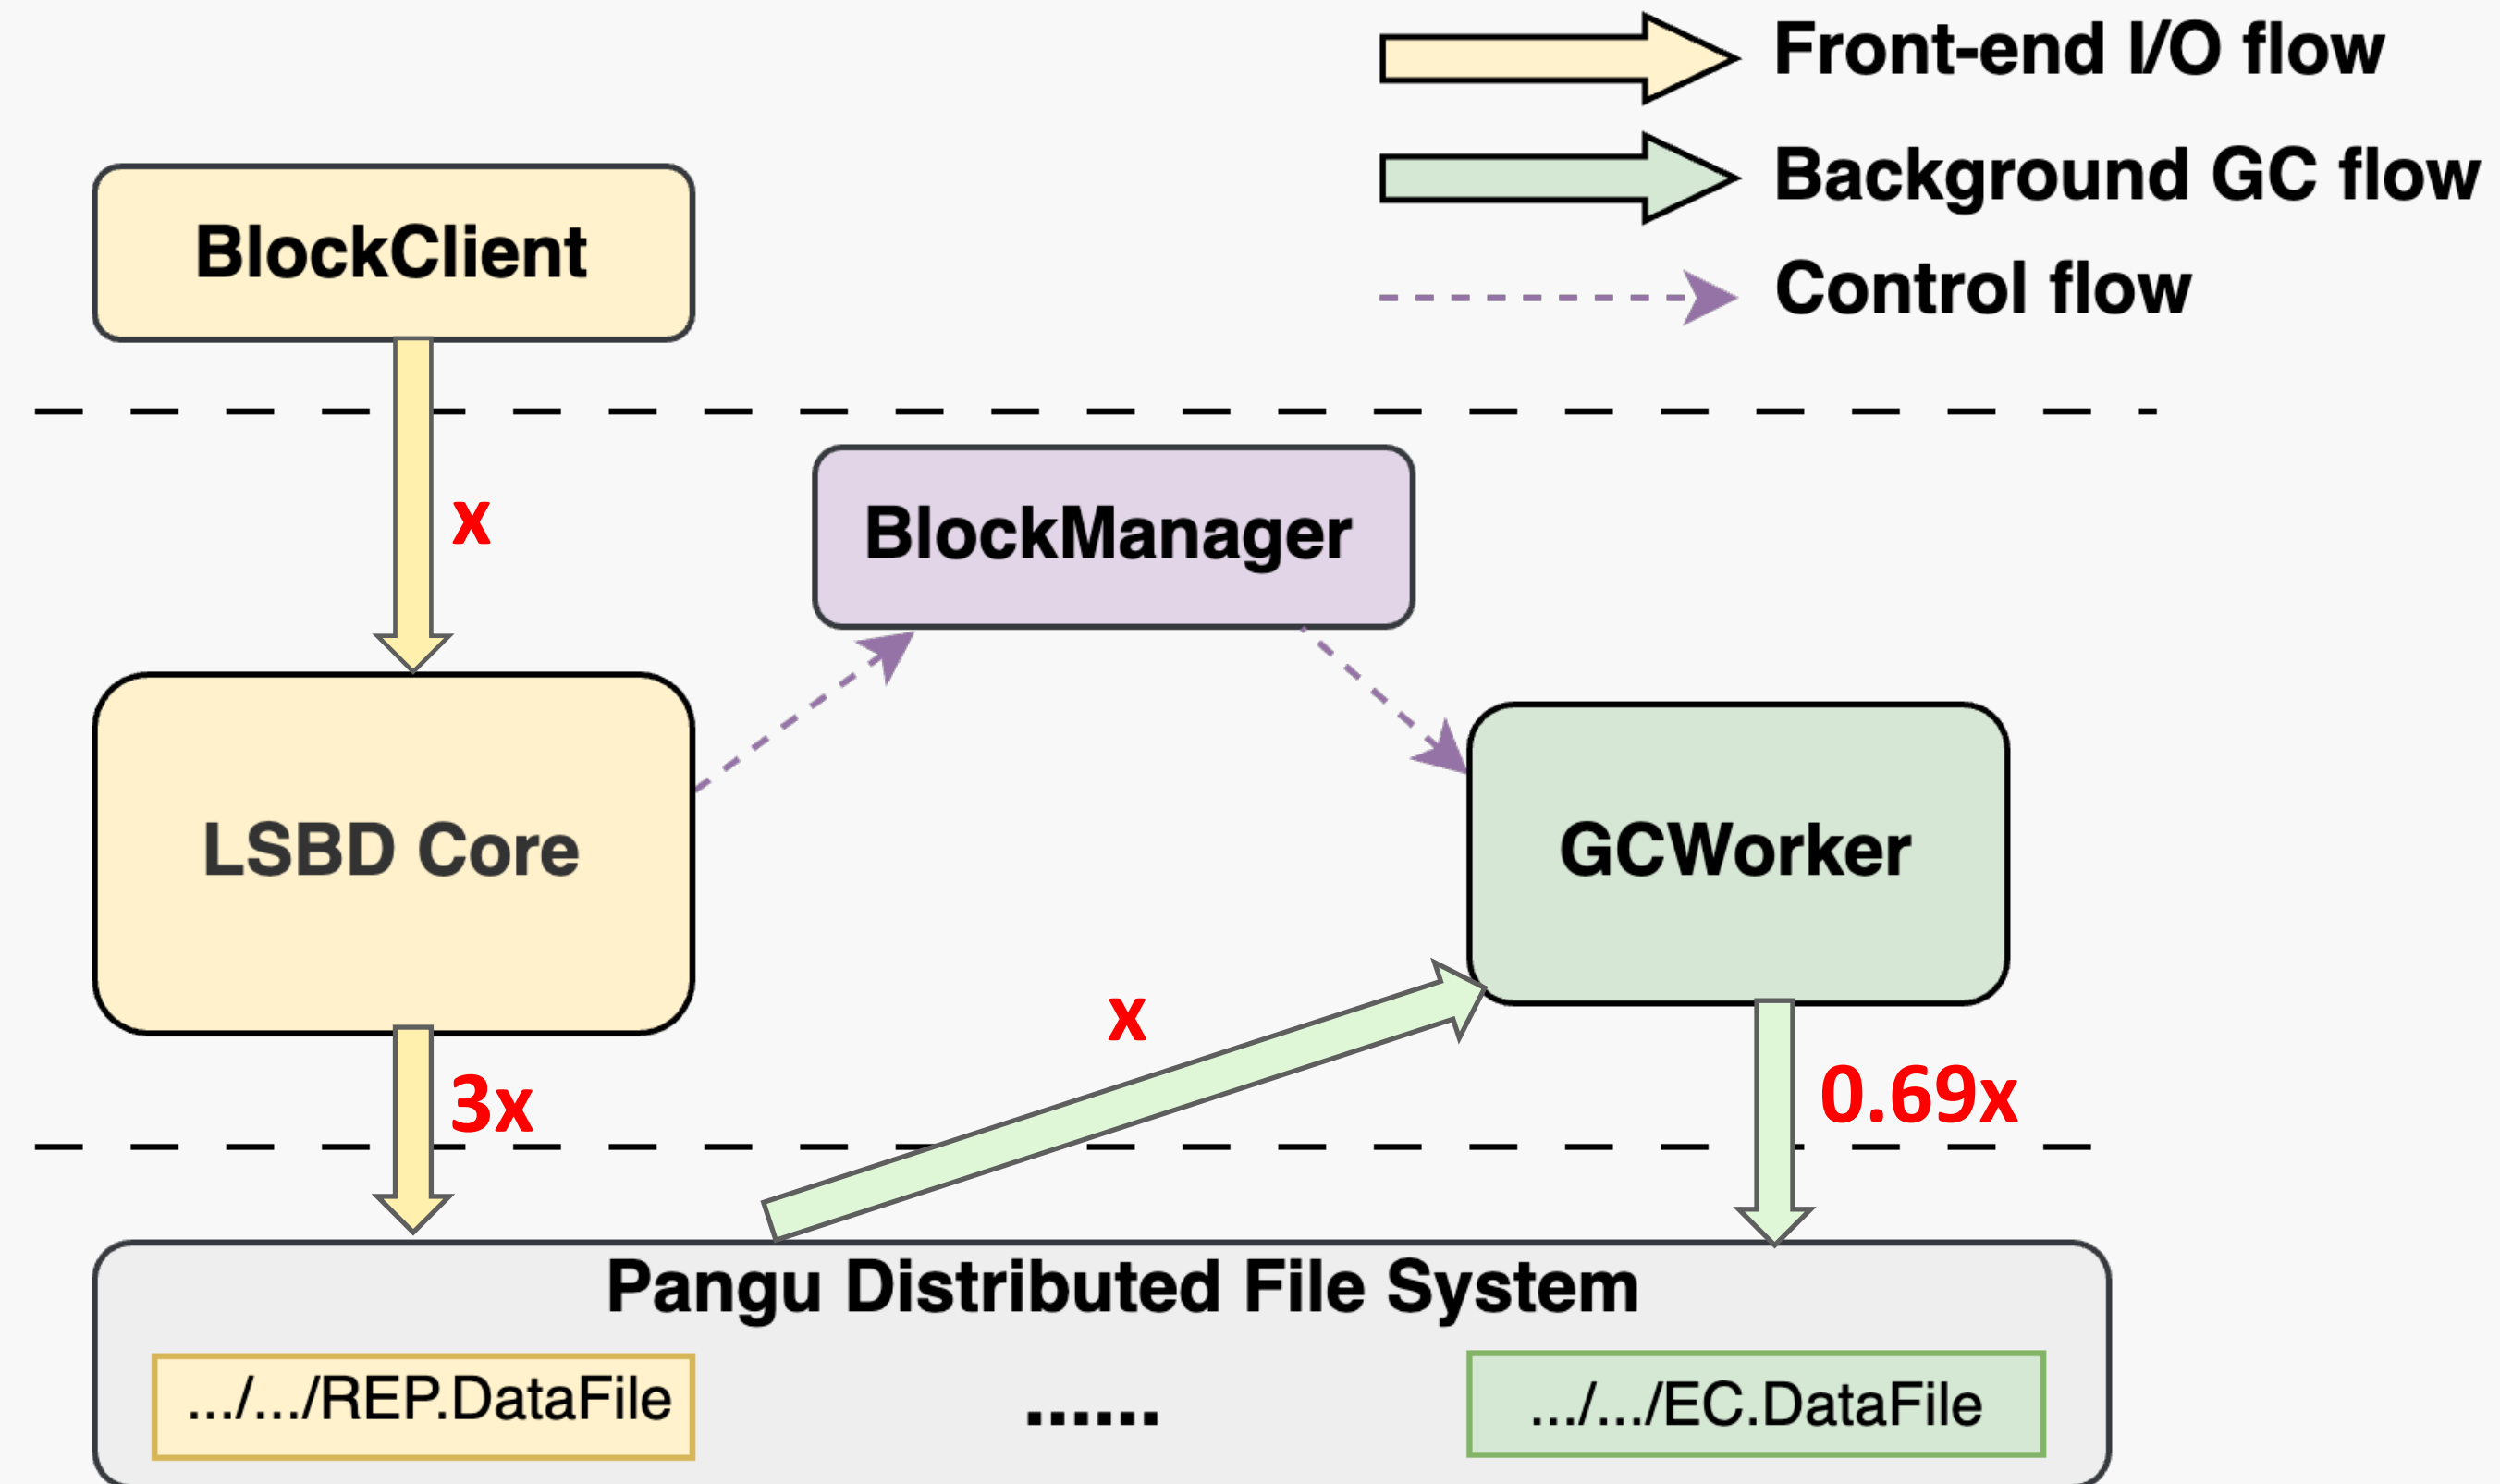 Front-end I/O flow
Background GC flow
Control flow
BlockClient
x
BlockManager
LSBD Core
GCWorker
x
3x
0.69x
Pangu Distributed File System
.../.../REP.DataFile
......
.../.../EC.DataFile